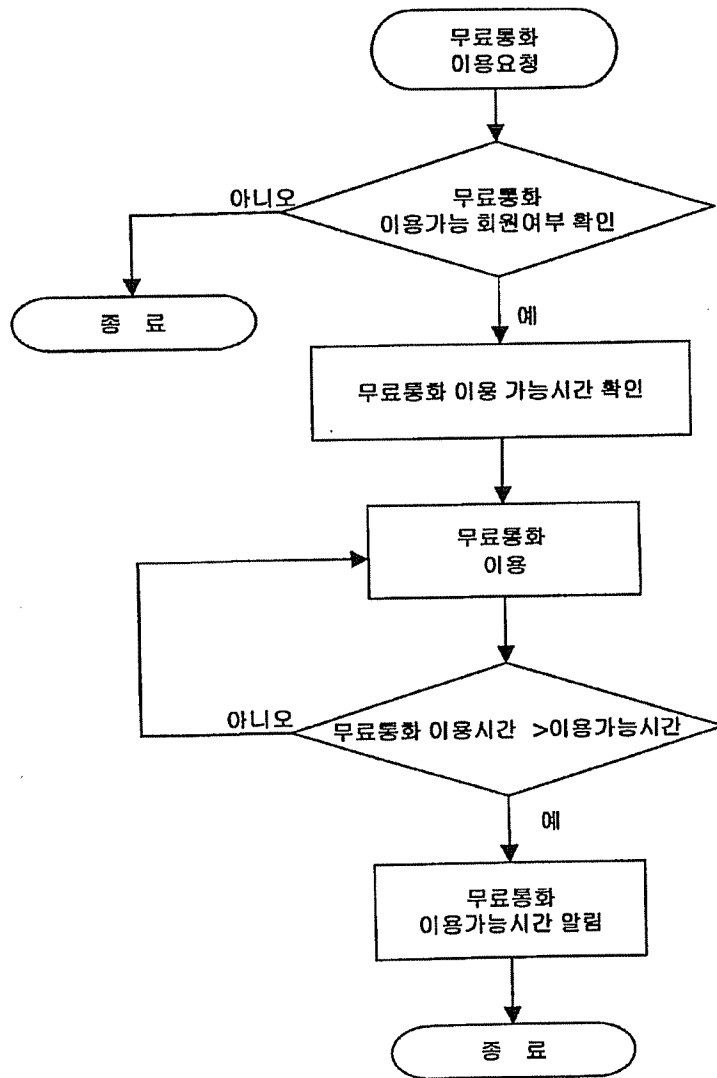 무료통화
이용요청
무료통화
이용가능 회원여부 확인
아니오
종 료
예
무료통화 이용 가능시간 확인
무료통화
이용
무료통화 이용시간 >이용가능시간
아니오
예
무료통화
이용가능시간 알림
종 료